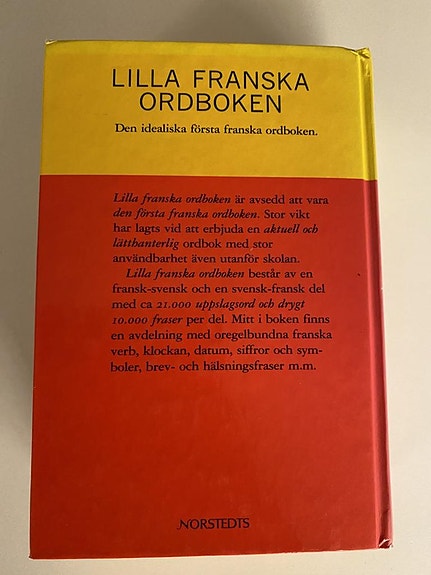 LILLA FRANSKA
ORDBOKEN
Den idealiska första franska ordboken.
Lilla franska ordboken är avsedd att vara
den första franska ordboken. Stor vikt
har lagts vid att erbjuda en aktuell och
lätthanterlig ordbok med stor
användbarhet även utanför skolan.
Lilla franska ordboken består av en
fransk-svensk och en svensk-fransk del
med ca 21.000 uppslagsord och drygt
10.000 fraser per del. Mitt i boken finns
en avdelning med oregelbundna franska
verb, klockan, datum, siffror och sym-
boler, brev- och hälsningsfraser m.m.
NORSTEDTS